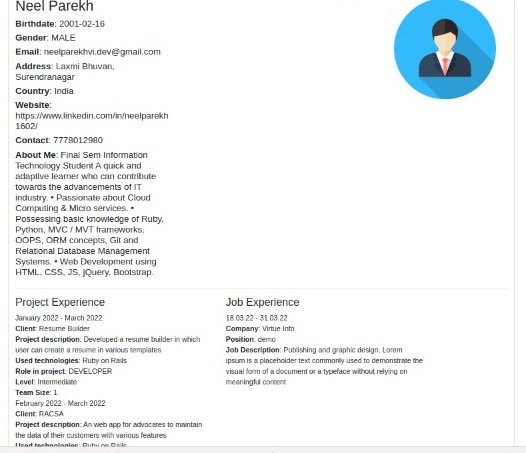 Neel Parekh
Birthdate: 2001-02-16
Gender: MALE
Email: neelparekhvi.dev@gmail.com
Address: Laxmi Bhuvan,
Surendranagar
Country: India
Website:
https://www.linkedin.com/in/neelparekh
1602/
Contact: 7778012980
About Me: Final Sem Information
Technology Student A quick and
adaptive learner who can contribute
towards the advancements of IT
industry. • Passionate about Cloud
Computing & Micro services. •
Possessing basic knowledge of Ruby,
Python, MVC / MVT frameworks,
OOPS, ORM concepts, Git and
Relational Database Management
Systems. • Web Development using
HTML, CSS, JS, jQuery, Bootstrap.
Project Experience
January 2022 - March 2022
Client: Resume Builder
Project description: Developed a resume builder in which
user can create a resume in various templates
Used technologies: Ruby on Rails
Role in project: DEVELOPER
Level: Intermediate
Team Size: 1
February 2022 - March 2022
Client: RACSA
Project description: An web app for advocates to maintain
the data of their customers with various features
Used technologies: Ruby on Rails
Job Experience
18.03.22 - 31.03.22
Company: Virtue Info
Position: demo
Job Description: Publishing and graphic design, Lorem
ipsum is a placeholder text commonly used to demonstrate the
visual form of a document or a typeface without relying on
meaningful content